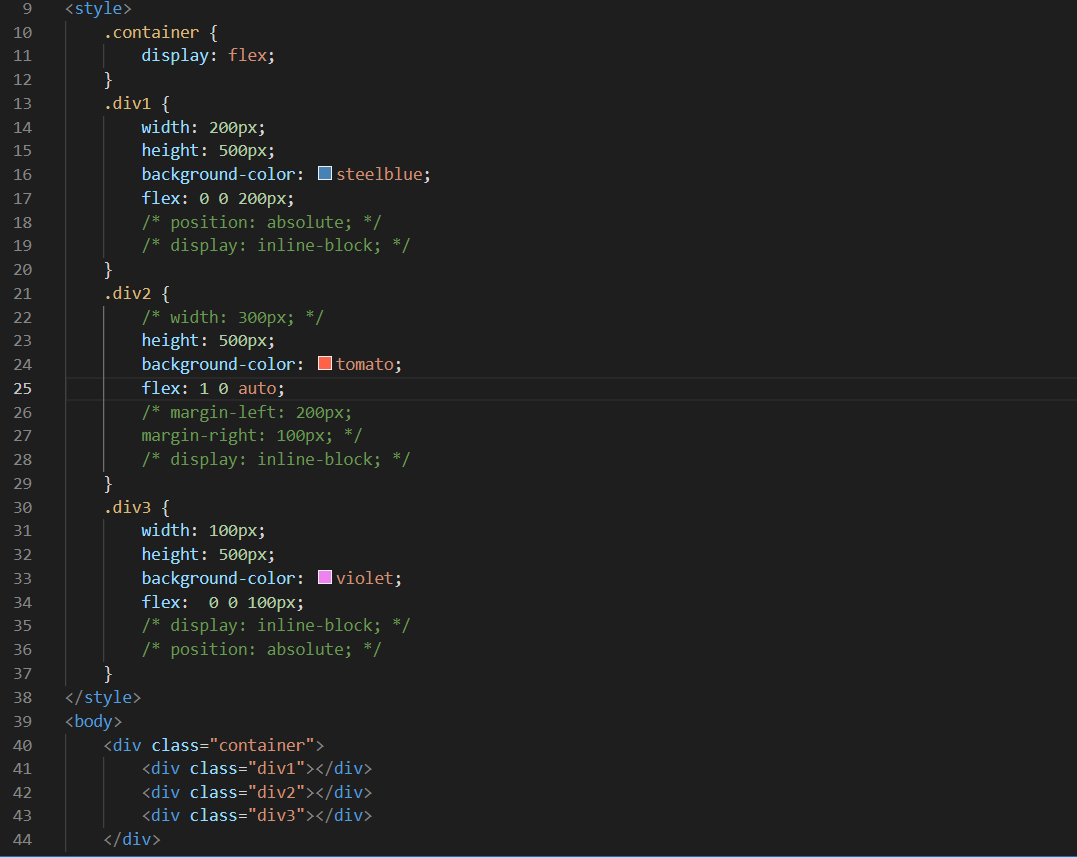 9 <style>
10 .container {
11 display: flex;
12 }
13 .div1 {
14 width: 200px;
15 height: 500px;
16 background-color: steelblue;
17 flex: 0 0 200px;
18 /* position: absolute; */
19 /* display: inline-block; */
20 }
21 .div2 {
22 /* width: 300px; */
23 height: 500px;
24 background-color: tomato;
25 flex: 1 0 auto;
26 /* margin-left: 200px;
27 margin-right: 100px; */
28 /* display: inline-block; */
29 }
30 .div3 {
31 width: 100px;
32 height: 500px;
33 background-color: violet;
34 flex:  0 0 100px;
35 /* display: inline-block; */
36 /* position: absolute; */
37 }
38 </style>
39 <body>
40 <div class="container">
41 <div class="div1"></div>
42 <div class="div2"></div>
43 <div class="div3"></div>
44 </div>